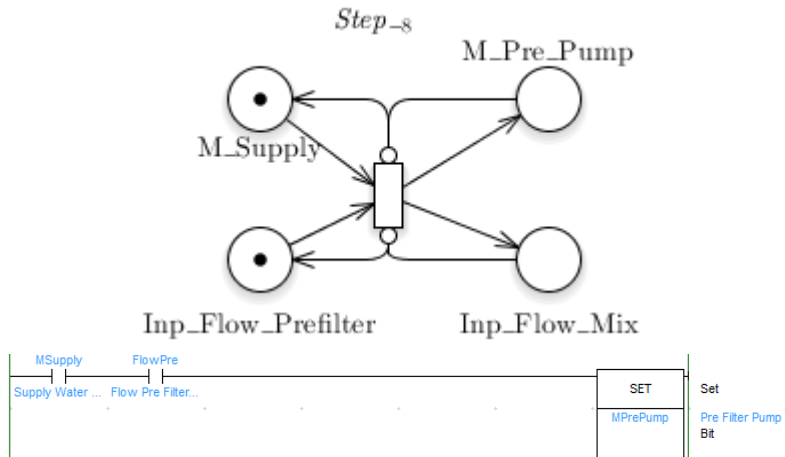 Step_8
M_Pre_Pump
M_Supply
Inp_Flow_Prefilter
Inp_Flow_Mix
MSupply
FlowPre
Supply Water ...
Flow Pre Filter...
SET
Set
MPrePump
Pre Filter Pump
Bit